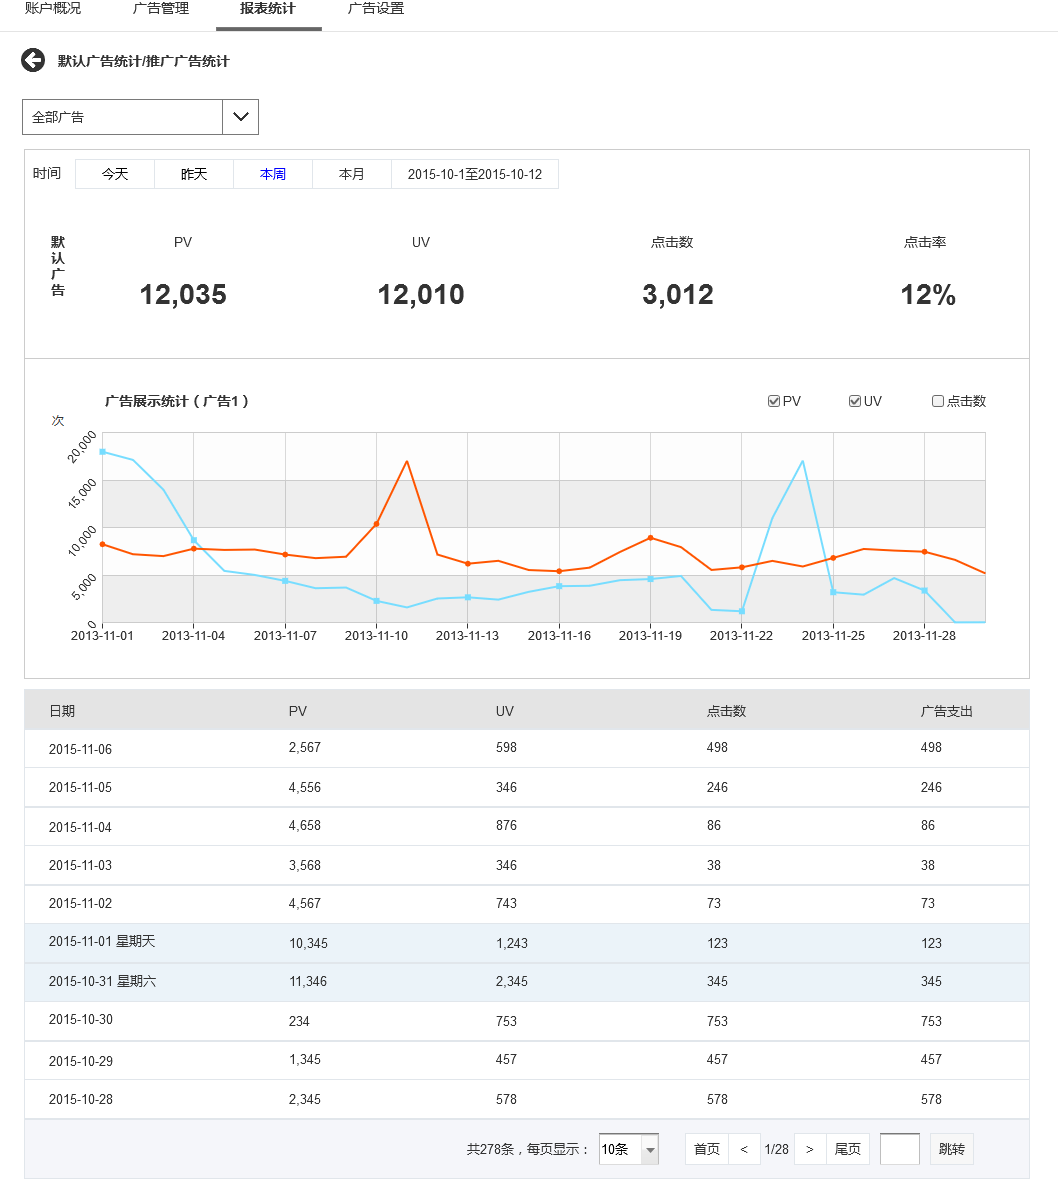 账户概况 广告管理 报表统计 广告设置
默认广告统计/推广广告统计
全部广告
时间 今天 昨天 本周 本月 2015-10-1至2015-10-12
默认广告
PV UV 点击数 点击率
12,035 12,010 3,012 12%
广告展示统计（广告1） PV UV 点击数
次
20,000
15,000
10,000
5,000
0
2013-11-01 2013-11-04 2013-11-07 2013-11-10 2013-11-13 2013-11-16 2013-11-19 2013-11-22 2013-11-25 2013-11-28
日期 PV UV 点击数 广告支出
2015-11-06 2,567 598 498 498
2015-11-05 4,556 346 246 246
2015-11-04 4,658 876 86 86
2015-11-03 3,568 346 38 38
2015-11-02 4,567 743 73 73
2015-11-01 星期天 10,345 1,243 123 123
2015-10-31 星期六 11,346 2,345 345 345
2015-10-30 234 753 753 753
2015-10-29 1,345 457 457 457
2015-10-28 2,345 578 578 578
共278条，每页显示： 10条 首页 < 1/28 > 尾页 跳转